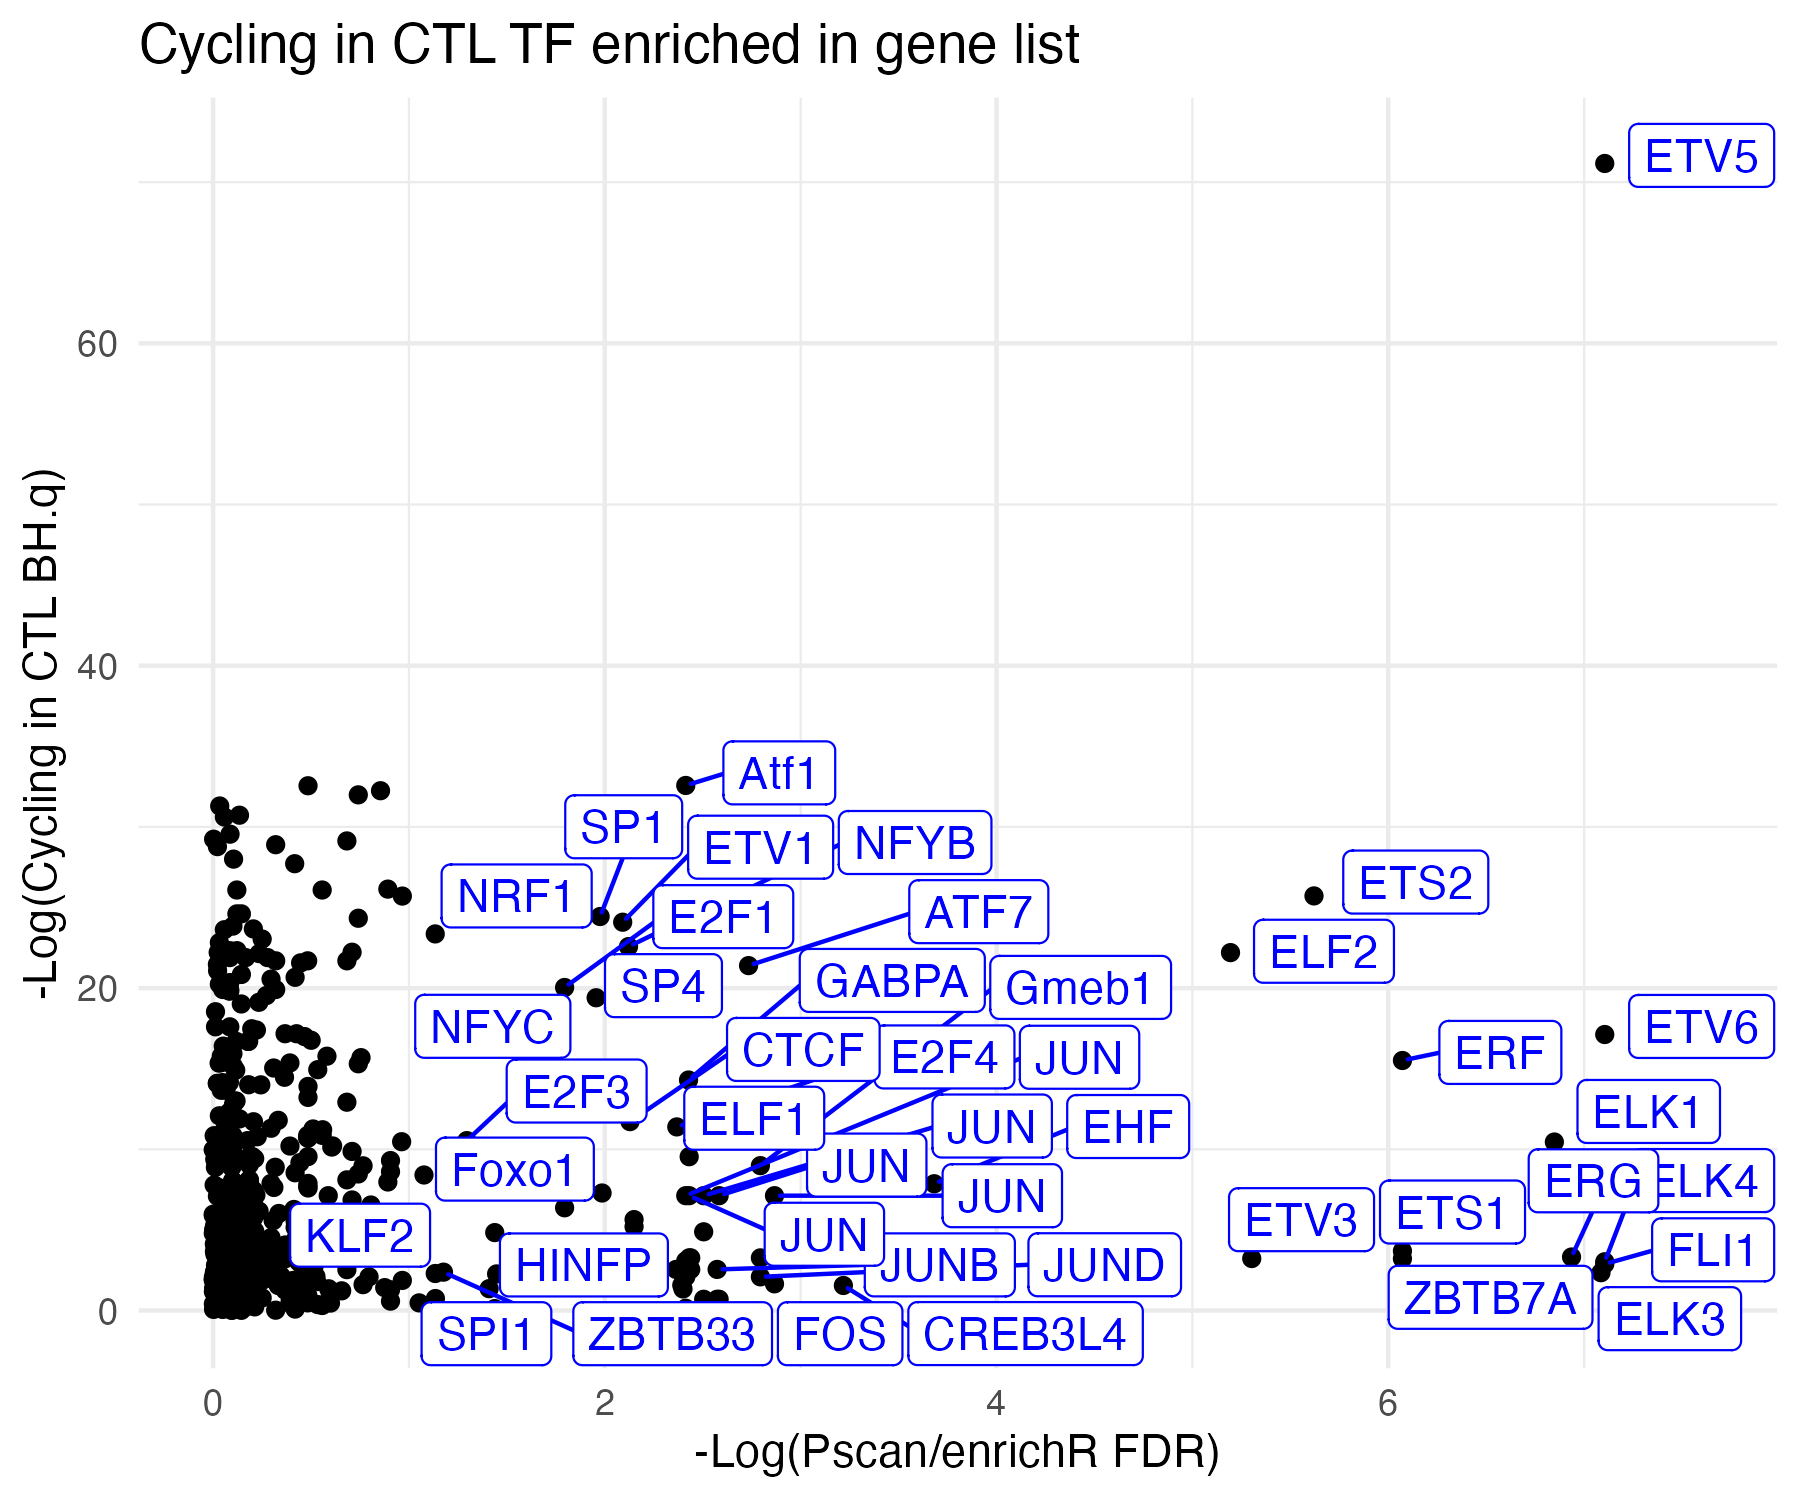 Cycling in CTL TF enriched in gene list
-Log(Cycling in CTL BH.q)
60
40
20
0
ETV5
Atf1
SP1
ETV1
NFYB
NRF1
E2F1
ATF7
ETS2
ELF2
SP4
GABPA
Gmeb1
NFYC
ETV6
CTCF
E2F4
JUN
ERF
E2F3
ELF1
JUN
EHF
ELK1
Foxo1
JUN
JUN
ERG
ELK4
KLF2
JUN
ETV3
ETS1
HINFP
JUNB
JUND
FLI1
ZBTB7A
ELK3
SPI1
ZBTB33
FOS
CREB3L4
0
2
4
6
-Log(Pscan/enrichR FDR)